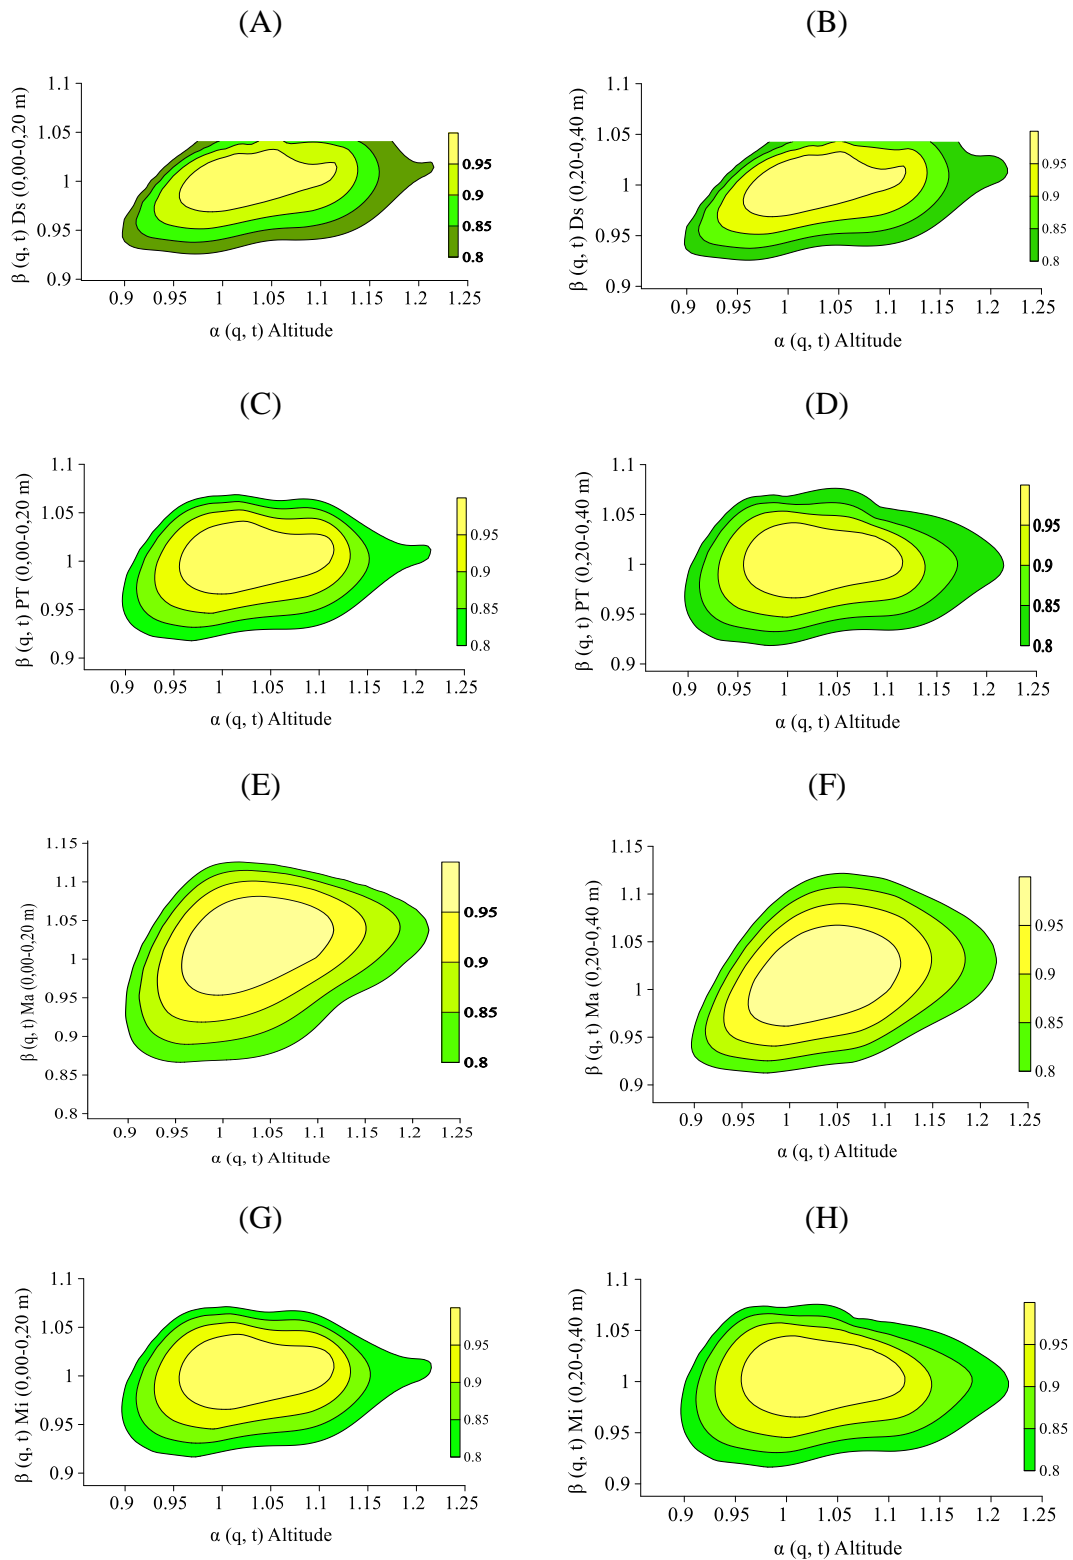 (A)
(B)
β (q, t) Ds (0,00-0,20 m)
1.1
1.05
1
0.95
0.9
0.95
0.9
0.85
0.8
0.9 0.95 1 1.05 1.1 1.15 1.2 1.25
α (q, t) Altitude
β (q, t) Ds (0,20-0,40 m)
1.1
1.05
1
0.95
0.9
0.95
0.9
0.85
0.8
0.9 0.95 1 1.05 1.1 1.15 1.2 1.25
α (q, t) Altitude
(C)
(D)
β (q, t) PT (0,00-0,20 m)
1.1
1.05
1
0.95
0.9
0.95
0.9
0.85
0.8
0.9 0.95 1 1.05 1.1 1.15 1.2 1.25
α (q, t) Altitude
β (q, t) PT (0,20-0,40 m)
1.1
1.05
1
0.95
0.9
0.95
0.9
0.85
0.8
0.9 0.95 1 1.05 1.1 1.15 1.2 1.25
α (q, t) Altitude
(E)
(F)
β (q, t) Ma (0,00-0,20 m)
1.15
1.1
1.05
1
0.95
0.9
0.85
0.8
0.95
0.9
0.85
0.8
0.9 0.95 1 1.05 1.1 1.15 1.2 1.25
α (q, t) Altitude
β (q, t) Ma (0,20-0,40 m)
1.15
1.1
1.05
1
0.95
0.9
0.95
0.9
0.85
0.8
0.9 0.95 1 1.05 1.1 1.15 1.2 1.25
α (q, t) Altitude
(G)
(H)
β (q, t) Mi (0,00-0,20 m)
1.1
1.05
1
0.95
0.9
0.95
0.9
0.85
0.8
0.9 0.95 1 1.05 1.1 1.15 1.2 1.25
α (q, t) Altitude
β (q, t) Mi (0,20-0,40 m)
1.1
1.05
1
0.95
0.9
0.95
0.9
0.85
0.8
0.9 0.95 1 1.05 1.1 1.15 1.2 1.25
α (q, t) Altitude